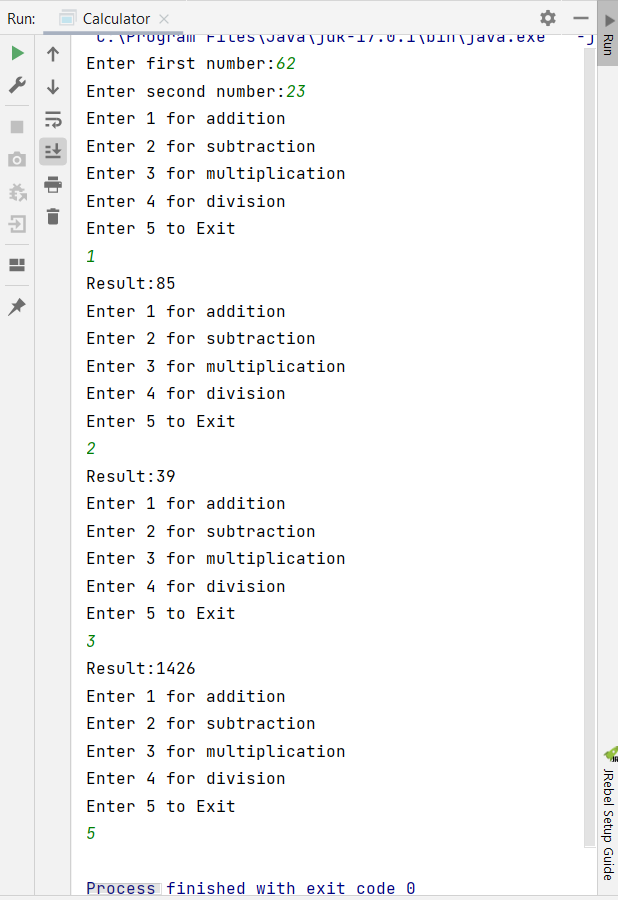 Run: Calculator
"C:\Program Files\Java\jdk-17.0.1\bin\java.exe" -j
Enter first number:62
Enter second number:23
Enter 1 for addition
Enter 2 for subtraction
Enter 3 for multiplication
Enter 4 for division
Enter 5 to Exit
1
Result:85
Enter 1 for addition
Enter 2 for subtraction
Enter 3 for multiplication
Enter 4 for division
Enter 5 to Exit
2
Result:39
Enter 1 for addition
Enter 2 for subtraction
Enter 3 for multiplication
Enter 4 for division
Enter 5 to Exit
3
Result:1426
Enter 1 for addition
Enter 2 for subtraction
Enter 3 for multiplication
Enter 4 for division
Enter 5 to Exit
5
Process finished with exit code 0
Run
JR
JRebel Setup Guide